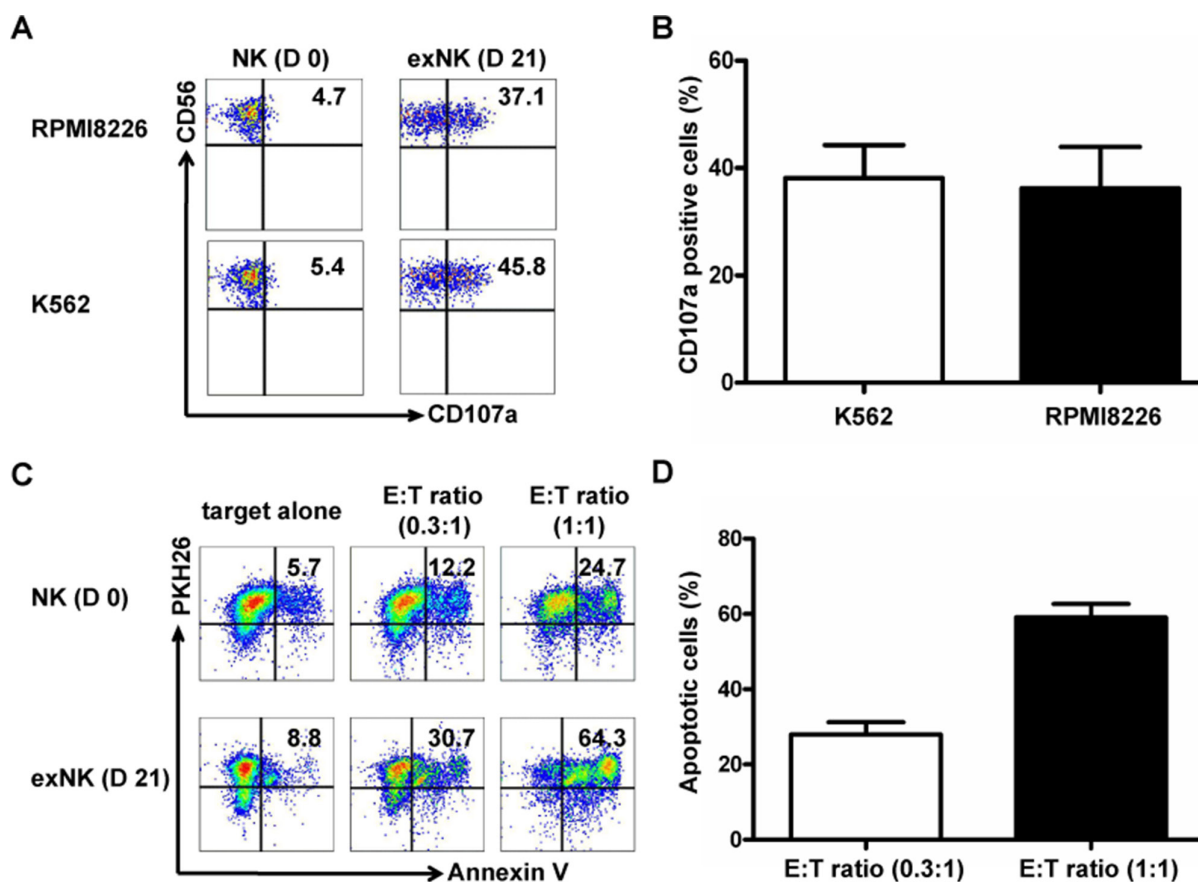 A
NK (D 0)
exNK (D 21)
CD56
RPMI8226
4.7
37.1
K562
5.4
45.8
CD107a
B
CD107a positive cells (%)
60
40
20
0
K562
RPMI8226
C
target alone
E:T ratio
(0.3:1)
E:T ratio
(1:1)
PKH26
NK (D 0)
5.7
12.2
24.7
exNK (D 21)
8.8
30.7
64.3
Annexin V
D
Apoptotic cells (%)
80
60
40
20
0
E:T ratio (0.3:1)
E:T ratio (1:1)